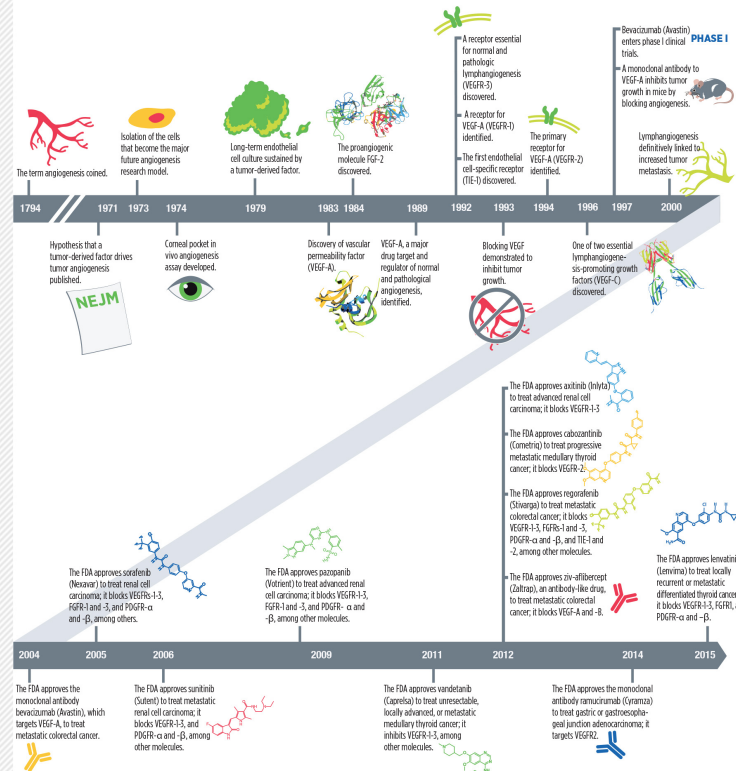 A receptor essential
for normal and
pathologic
lymphangiogenesis
(VEGFR-3)
discovered.
A receptor for
VEGF-A (VEGFR-1)
identified.
The first endothelial
cell-specific receptor
(TIE-1) discovered.
Bevacizumab (Avastin)
enters phase I clinical
trials.
PHASE I
A monoclonal antibody to
VEGF-A inhibits tumor
growth in mice by
blocking angiogenesis.
The term angiogenesis coined.
Isolation of the cells
that become the major
future angiogenesis
research model.
Long-term endothelial
cell culture sustained by
a tumor-derived factor.
The proangiogenic
molecule FGF-2
discovered.
The primary
receptor for
VEGF-A (VEGFR-2)
identified.
Lymphangiogenesis
definitively linked to
increased tumor
metastasis.
1794 1971 1973 1974 1979 1983 1984 1989 1992 1993 1994 1996 1997 2000
Hypothesis that a
tumor-derived factor drives
tumor angiogenesis
published.
NEJM
Corneal pocket in
vivo angiogenesis
assay developed.
Discovery of vascular
permeability factor
(VEGF-A).
VEGF-A, a major
drug target and
regulator of normal
and pathological
angiogenesis,
identified.
Blocking VEGF
demonstrated to
inhibit tumor
growth.
One of two essential
lymphangiogene-
sis-promoting growth
factors (VEGF-C)
discovered.
The FDA approves axitinib (Inlyta)
to treat advanced renal cell
carcinoma; it blocks VEGFR-1-3
The FDA approves cabozantinib
(Cometriq) to treat progressive
metastatic medullary thyroid
cancer; it blocks VEGFR-2.
The FDA approves regorafenib
(Stivarga) to treat metastatic
colorectal cancer; it blocks
VEGFR-1-3, FGFRs-1 and -3,
PDGFR-α and -β, and TIE-1 and
-2, among other molecules.
The FDA approves ziv-aflibercept
(Zaltrap), an antibody-like drug,
to treat metastatic colorectal
cancer; it blocks VEGF-A and -B.
The FDA approves sorafenib
(Nexavar) to treat renal cell
carcinoma; it blocks VEGFRs-1-3,
FGFR-1 and -3, and PDGFR-α
and -β, among others.
The FDA approves pazopanib
(Votrient) to treat advanced renal
cell carcinoma; it blocks VEGFR-1-3,
FGFR-1 and -3, and PDGFR- α and
-β, among other molecules.
The FDA approves lenvatini
(Lenvima) to treat locally
recurrent or metastatic
differentiated thyroid cancer
it blocks VEGFR-1-3, FGFR1, a
PDGFR-α and –β.
2004 2005 2006 2009 2011 2012 2014 2015
The FDA approves the
monoclonal antibody
bevacizumab (Avastin), which
targets VEGF-A, to treat
metastatic colorectal cancer.
The FDA approves sunitinib
(Sutent) to treat metastatic
renal cell carcinoma; it
blocks VEGFR-1-3, and
PDGFR-α and -β, among
other molecules.
The FDA approves vandetanib
(Caprelsa) to treat unresectable,
locally advanced, or metastatic
medullary thyroid cancer; it
inhibits VEGFR-1-3, among
other molecules.
The FDA approves the monoclonal
antibody ramucirumab (Cyramza)
to treat gastric or gastroesopha-
geal junction adenocarcinoma; it
targets VEGFR2.